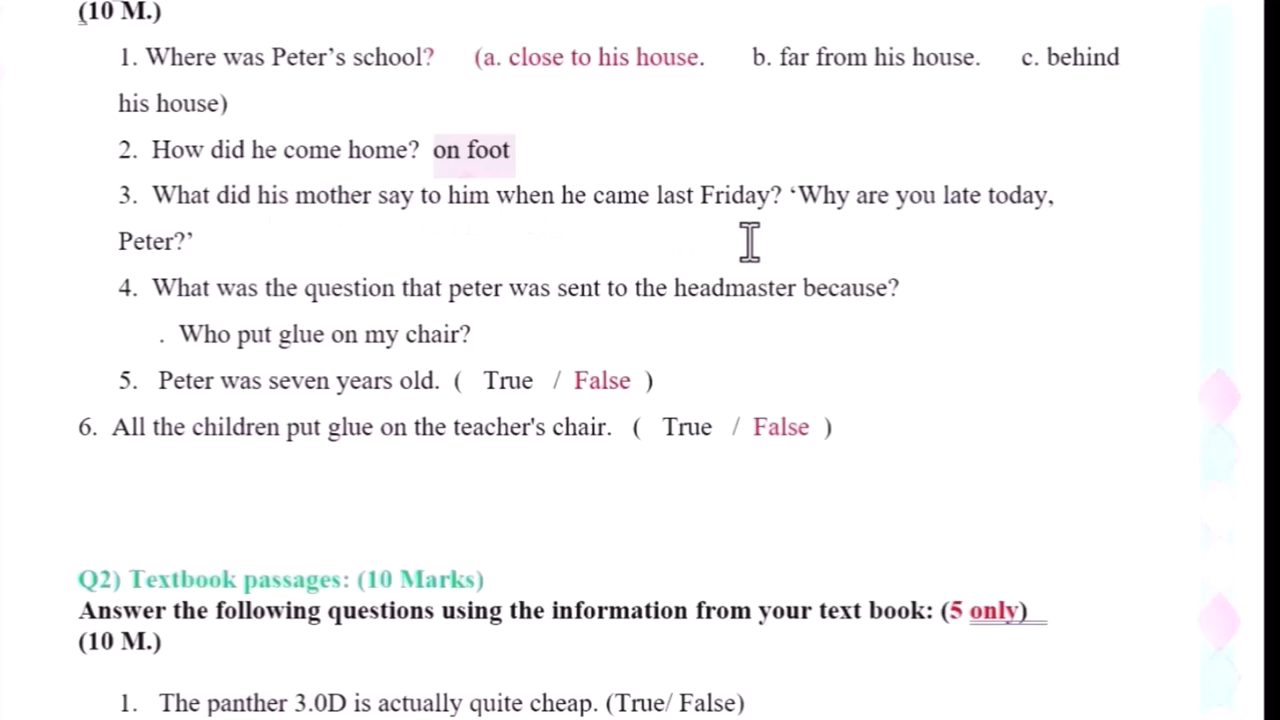 (10 M.)
1. Where was Peter’s school? (a. close to his house. b. far from his house. c. behind
his house)
2. How did he come home? on foot
3. What did his mother say to him when he came last Friday? ‘Why are you late today,
Peter?’
4. What was the question that peter was sent to the headmaster because?
. Who put glue on my chair?
5. Peter was seven years old. ( True / False )
6. All the children put glue on the teacher's chair. ( True / False )
Q2) Textbook passages: (10 Marks)
Answer the following questions using the information from your text book: (5 only)
(10 M.)
1. The panther 3.0D is actually quite cheap. (True/ False)